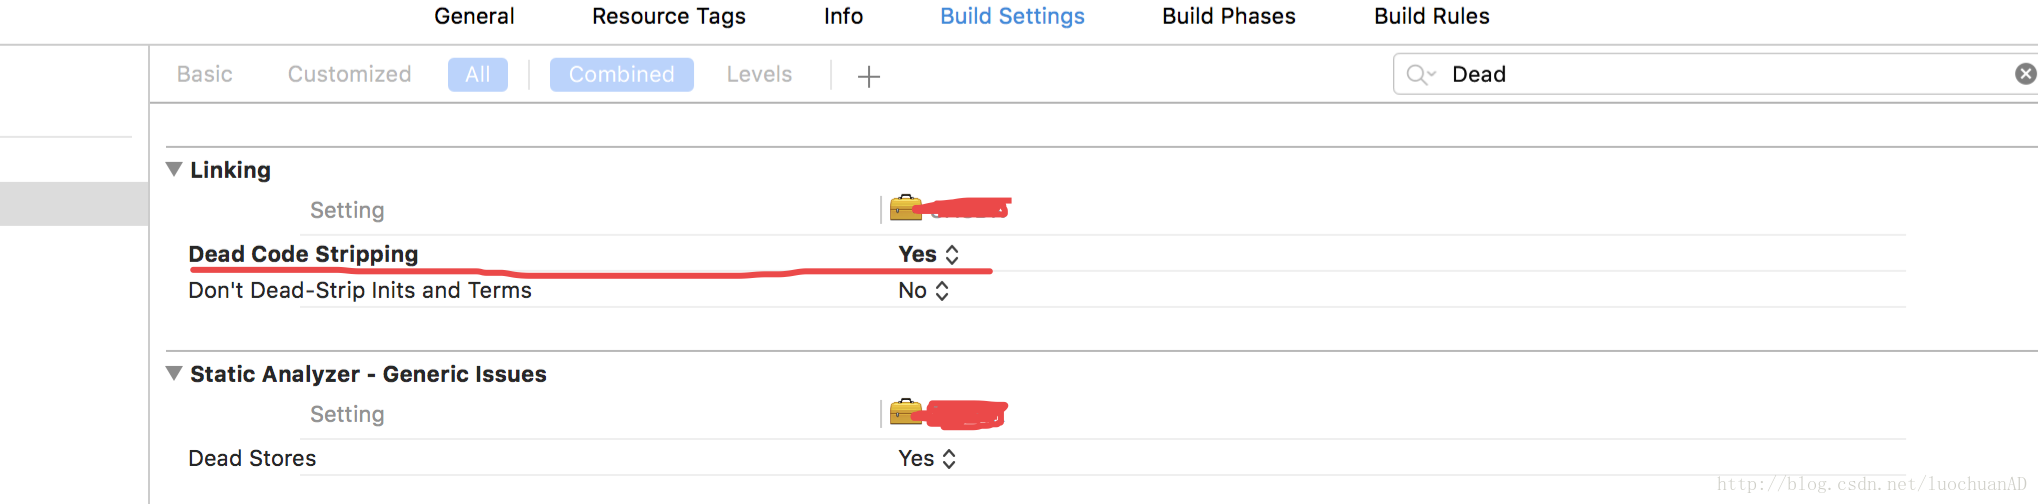 General Resource Tags Info Build Settings Build Phases Build Rules
Basic Customized All Combined Levels + Dead
Linking
Setting
Dead Code Stripping Yes
Don't Dead-Strip Inits and Terms No
Static Analyzer - Generic Issues
Setting
Dead Stores Yes
http://blog.csdn.net/luochuanAD